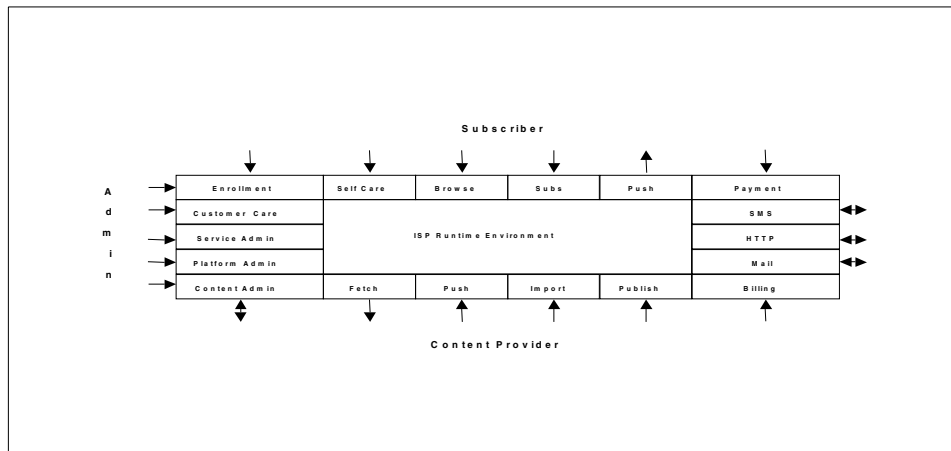 Subscriber
Admin
Enrollment
Self Care
Browse
Subs
Push
Payment
Customer Care
SMS
ISP Runtime Environment
Service Admin
HTTP
Platform Admin
Mail
Content Admin
Fetch
Push
Import
Publish
Billing
Content Provider